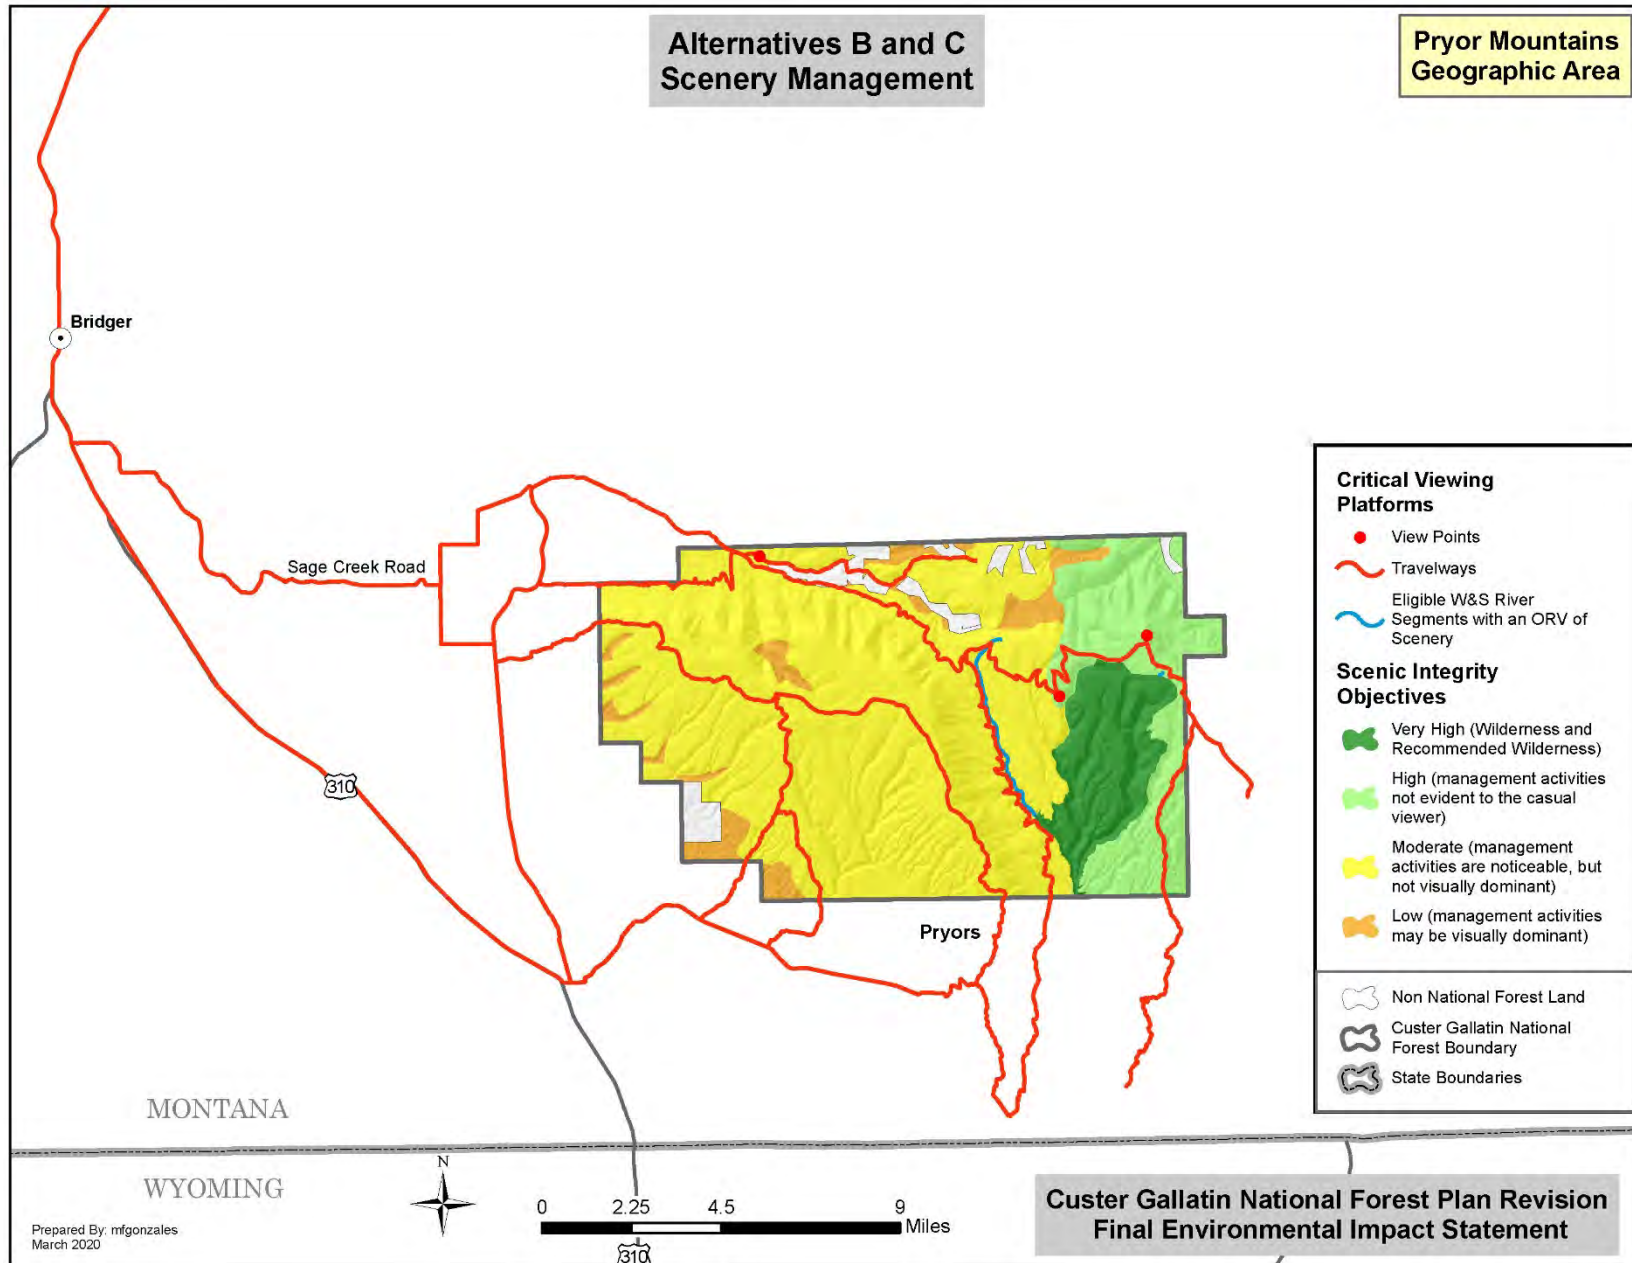 Alternatives B and C
Scenery Management
Pryor Mountains
Geographic Area
Bridger
Sage Creek Road
310
Pryors
Critical Viewing
Platforms
View Points
Travelways
Eligible W&S River
Segments with an ORV of
Scenery
Scenic Integrity
Objectives
Very High (Wilderness and
Recommended Wilderness)
High (management activities
not evident to the casual
viewer)
Moderate (management
activities are noticeable, but
not visually dominant)
Low (management activities
may be visually dominant)
Non National Forest Land
Custer Gallatin National
Forest Boundary
State Boundaries
MONTANA
WYOMING
N
0 2.25 4.5 9
Miles
310
Prepared By: mfgonzales
March 2020
Custer Gallatin National Forest Plan Revision
Final Environmental Impact Statement